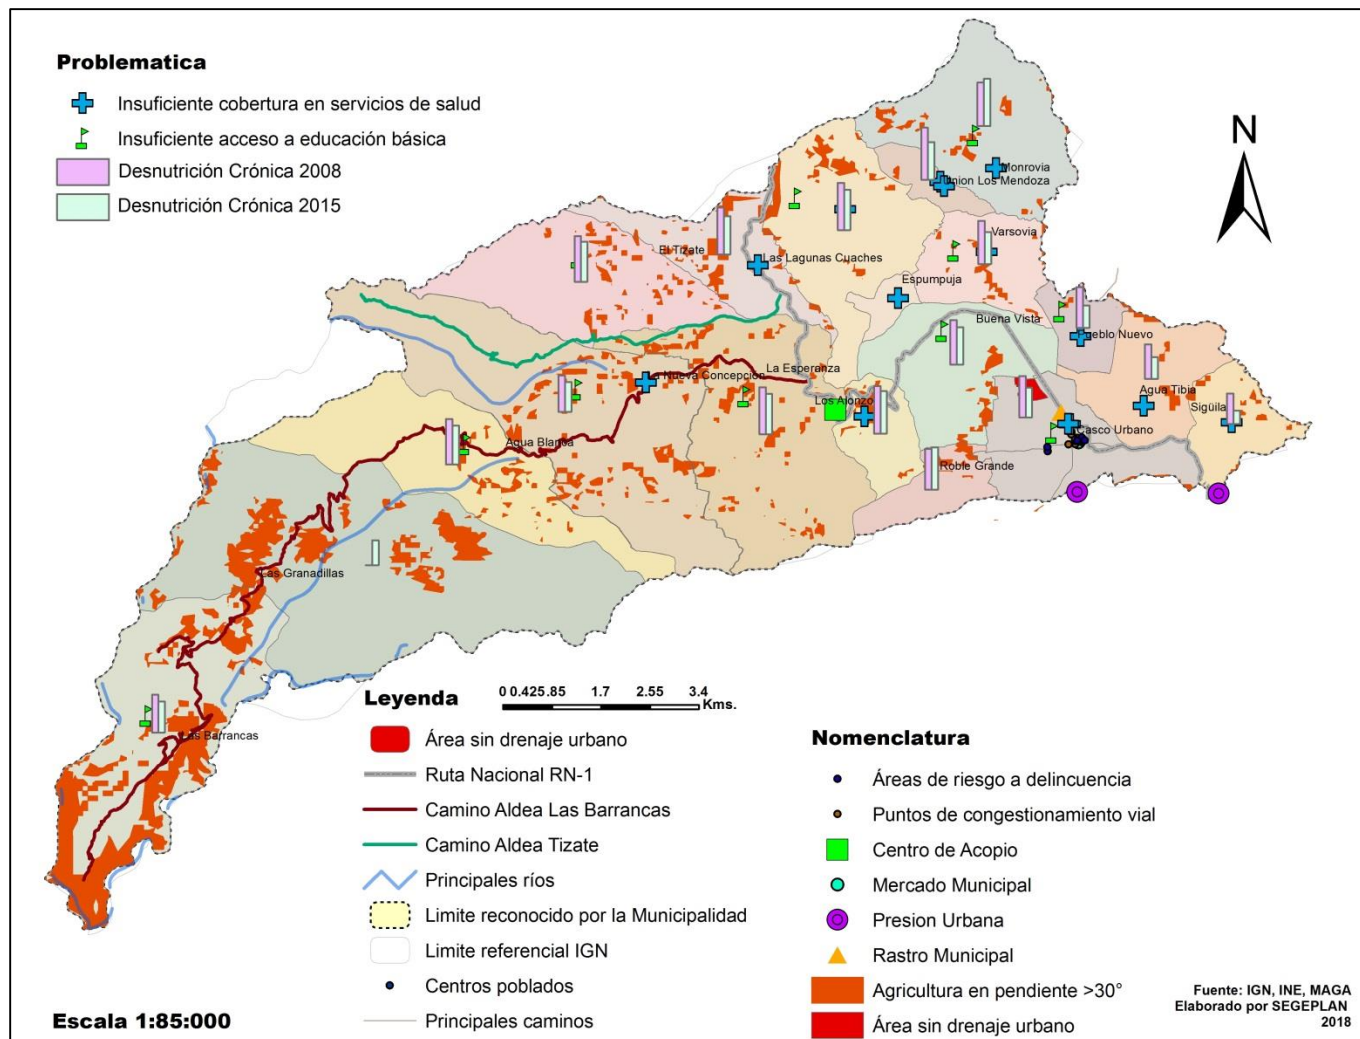 Problematica
Insuficiente cobertura en servicios de salud
Insuficiente acceso a educación básica
Desnutrición Crónica 2008
Desnutrición Crónica 2015
N
Monrovia
Union Los Mendoza
Varsovia
El Tizate
Las Lagunas Cuaches
Espumpuja
Buena Vista
Pueblo Nuevo
La Esperanza
La Nueva Concepción
Agua Tibia
Los Alonzo
Sigüila
Casco Urbano
Agua Blanca
Roble Grande
Las Granadillas
Las Barrancas
Leyenda
0 0.425.85 1.7 2.55 3.4
Kms.
Área sin drenaje urbano
Ruta Nacional RN-1
Camino Aldea Las Barrancas
Camino Aldea Tizate
Principales ríos
Limite reconocido por la Municipalidad
Limite referencial IGN
Centros poblados
Principales caminos
Nomenclatura
Áreas de riesgo a delincuencia
Puntos de congestionamiento vial
Centro de Acopio
Mercado Municipal
Presion Urbana
Rastro Municipal
Agricultura en pendiente >30°
Área sin drenaje urbano
Escala 1:85:000
Fuente: IGN, INE, MAGA
Elaborado por SEGEPLAN
2018